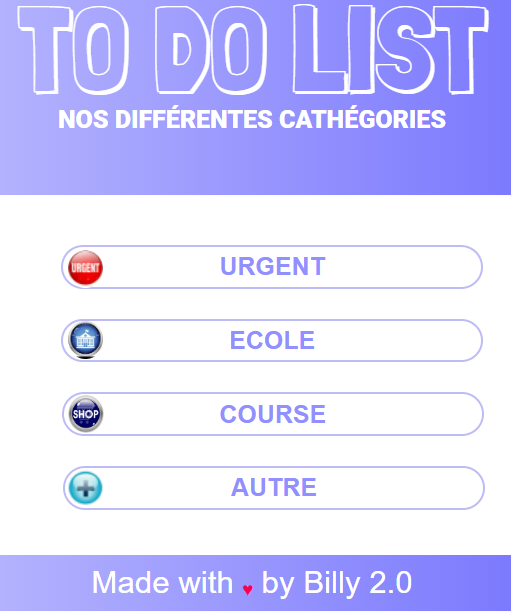 TO DO LIST
NOS DIFFÉRENTES CATHÉGORIES
URGENT URGENT
ECOLE
SHOP COURSE
AUTRE
Made with ♥ by Billy 2.0